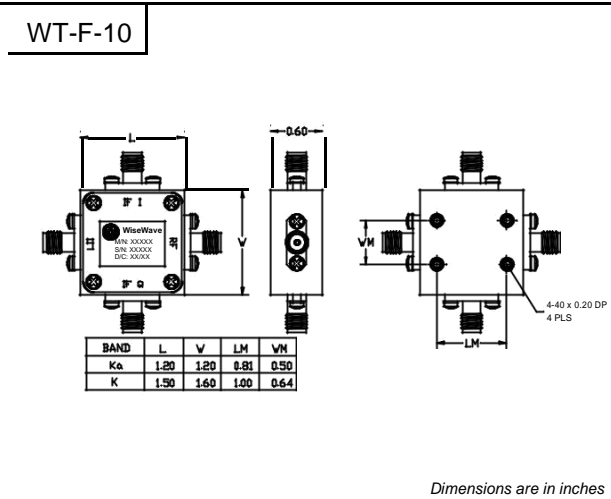 WT-F-10
L
0.60
IF I
WiseWave
M/N: XXXXX
S/N: XXXXX
D/C: XX/XX
RF
IF Q
W
WM
4-40 x 0.20 DP
4 PLS
LM
BAND L W LM WM
Ka 1.20 1.20 0.81 0.50
K 1.50 1.60 1.00 0.64
Dimensions are in inches